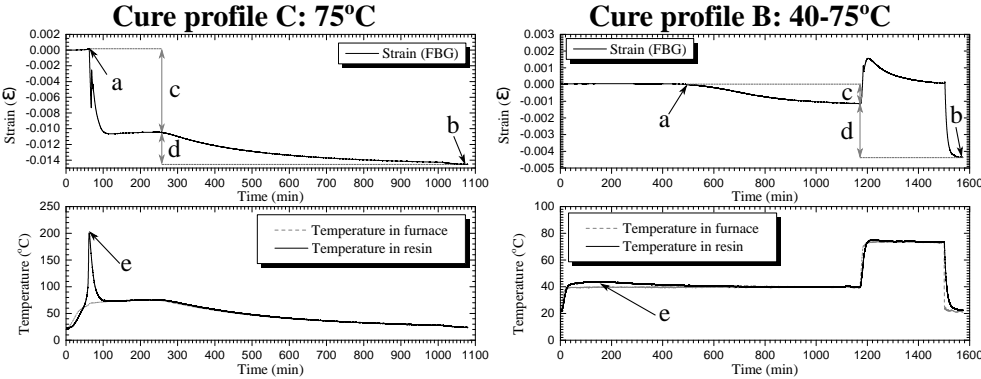 Cure profile C: 75ºC
0.002
0.000
-0.002
-0.004
-0.006
-0.008
-0.010
-0.012
-0.014
Strain (ε)
Strain (FBG)
a
c
d
b
0 100 200 300 400 500 600 700 800 900 1000 1100
Time (min)
250
200
150
100
50
0
Temperature (°C)
Temperature in furnace
Temperature in resin
e
0 100 200 300 400 500 600 700 800 900 1000 1100
Time (min)
Cure profile B: 40-75ºC
0.003
0.002
0.001
0.000
-0.001
-0.002
-0.003
-0.004
-0.005
Strain (ε)
Strain (FBG)
a
c
d
b
0 200 400 600 800 1000 1200 1400 1600
Time (min)
100
80
60
40
20
0
Temperature (°C)
Temperature in furnace
Temperature in resin
e
0 200 400 600 800 1000 1200 1400 1600
Time (min)